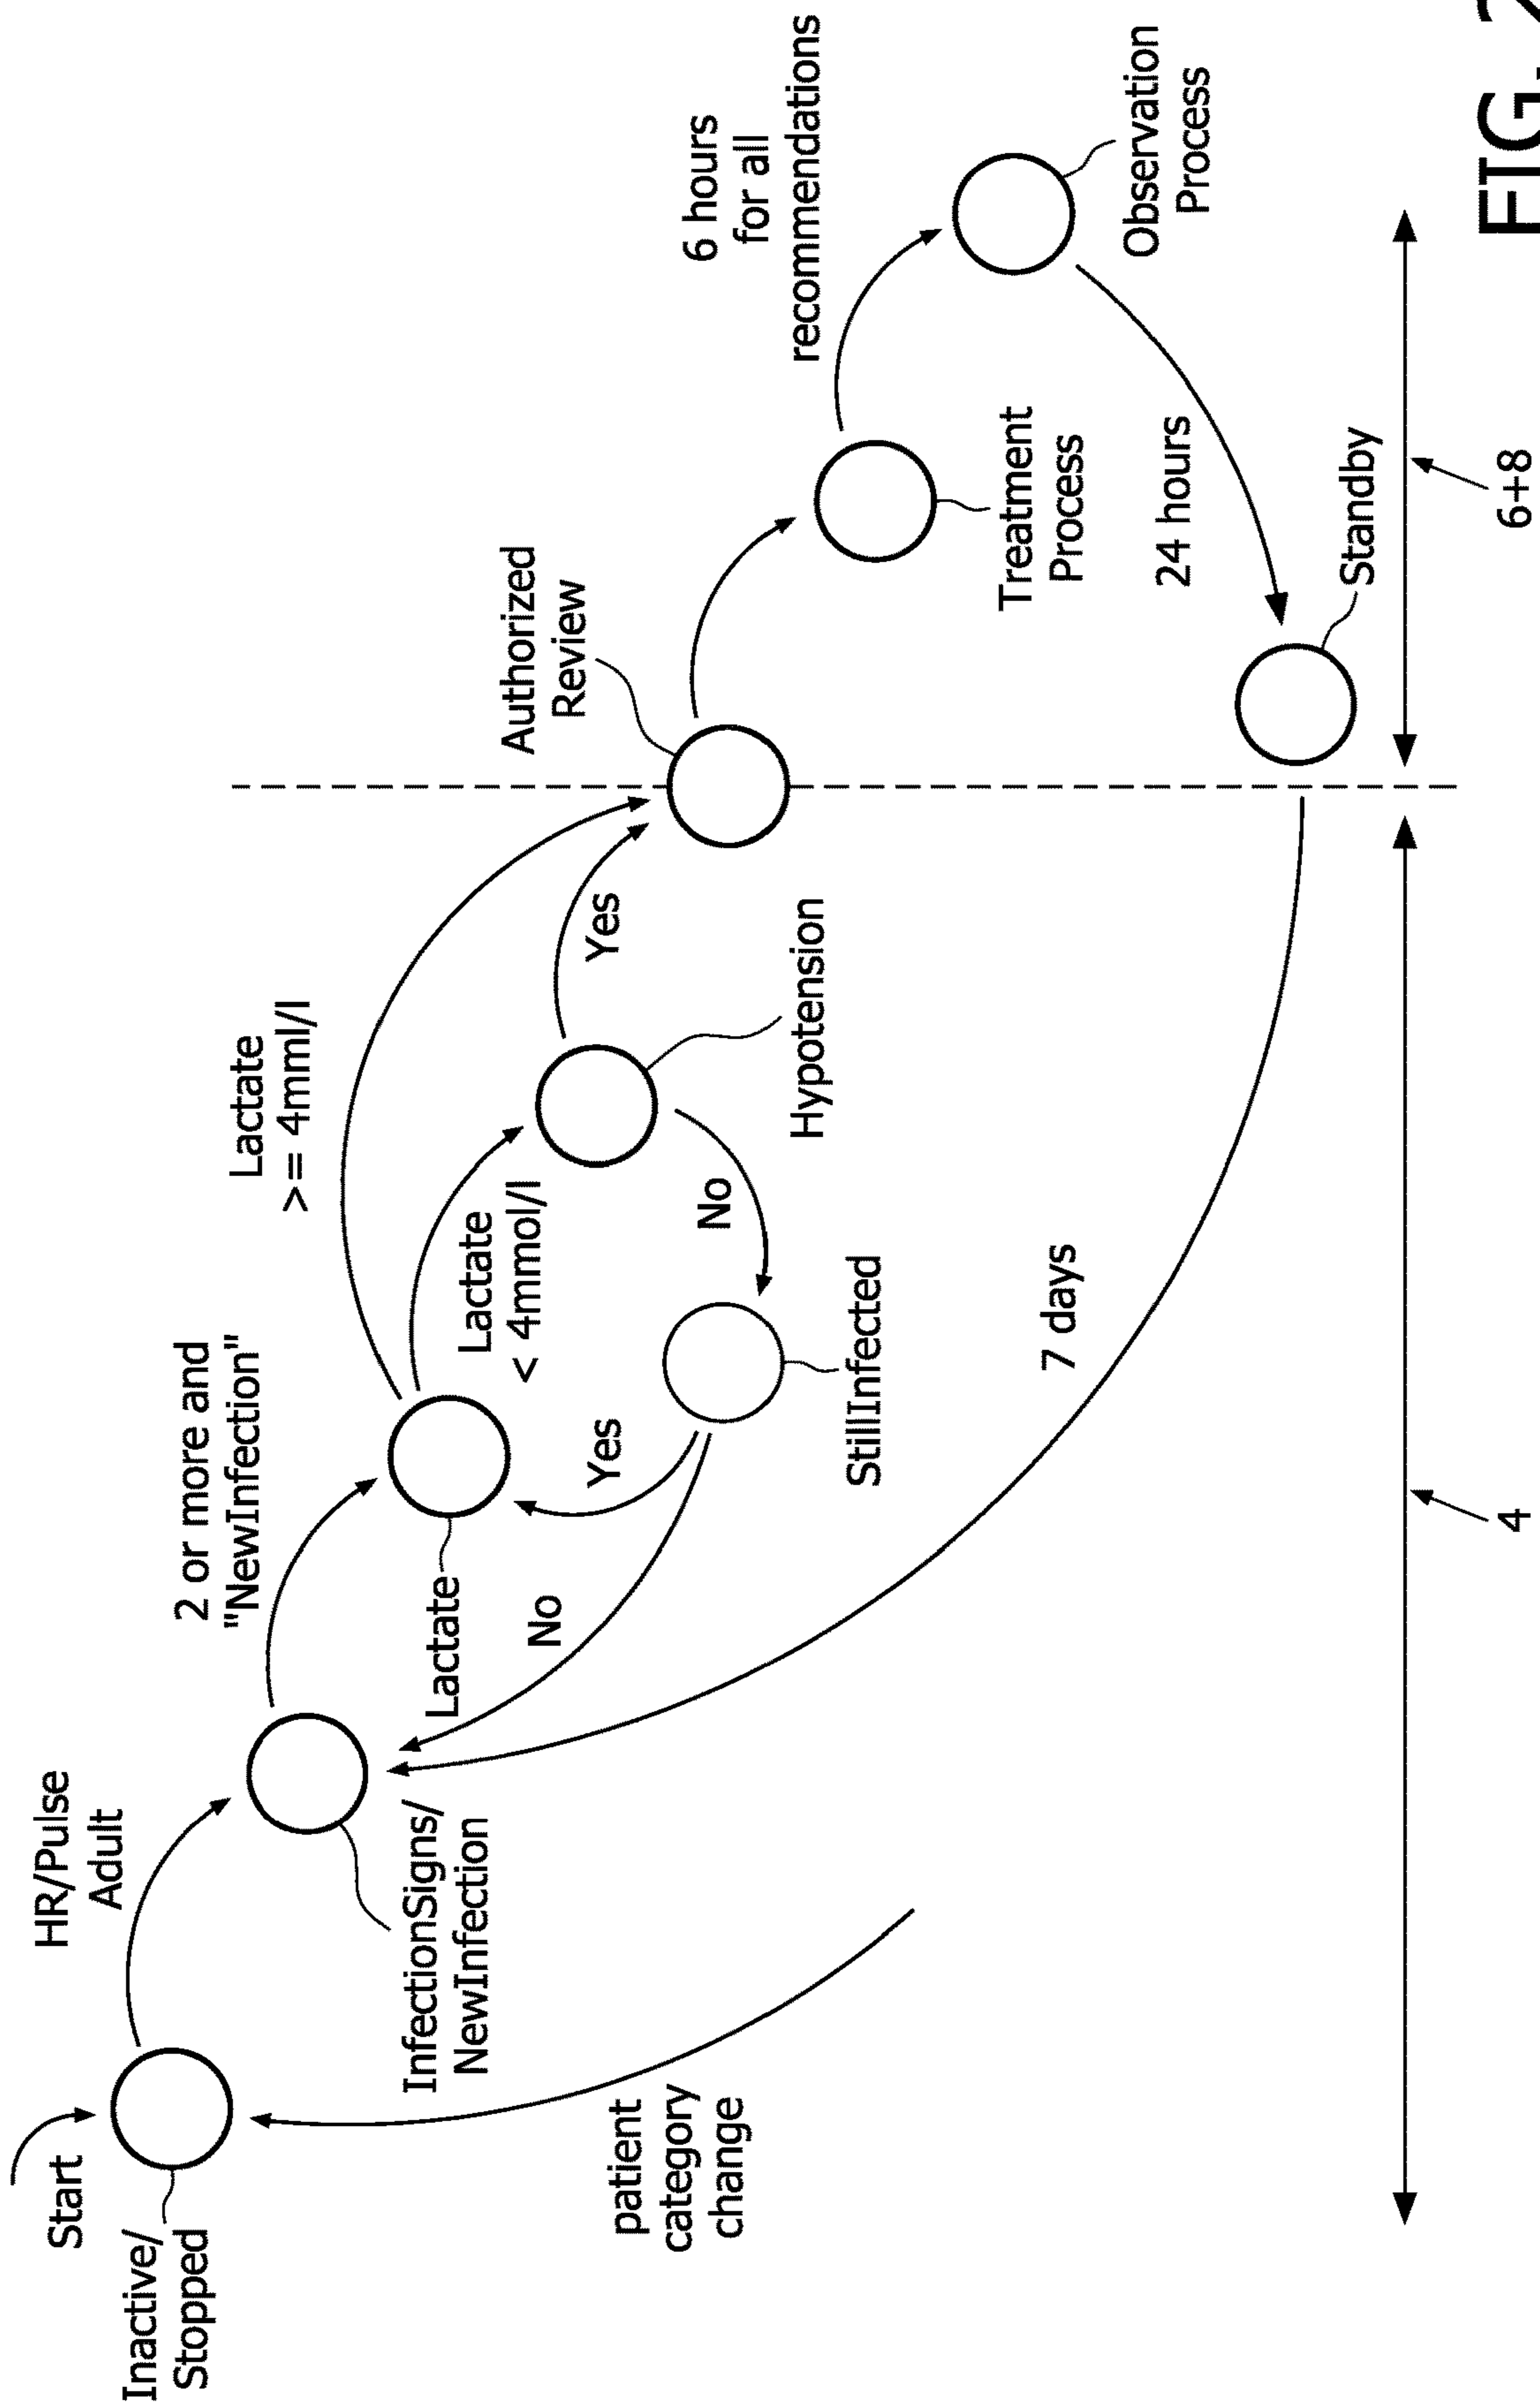 Start
Inactive/
Stopped
HR/Pulse
Adult
InfectionSigns/
NewInfection
patient
category
change
2 or more and
"NewInfection"
Lactate
No
Yes
Lactate
>= 4mml/l
Lactate
< 4mmol/l
No
StillInfected
Yes
Hypotension
7 days
Authorized
Review
Treatment
Process
6 hours
for all
recommendations
Observation
Process
24 hours
Standby
4
6+8
FIG. 2